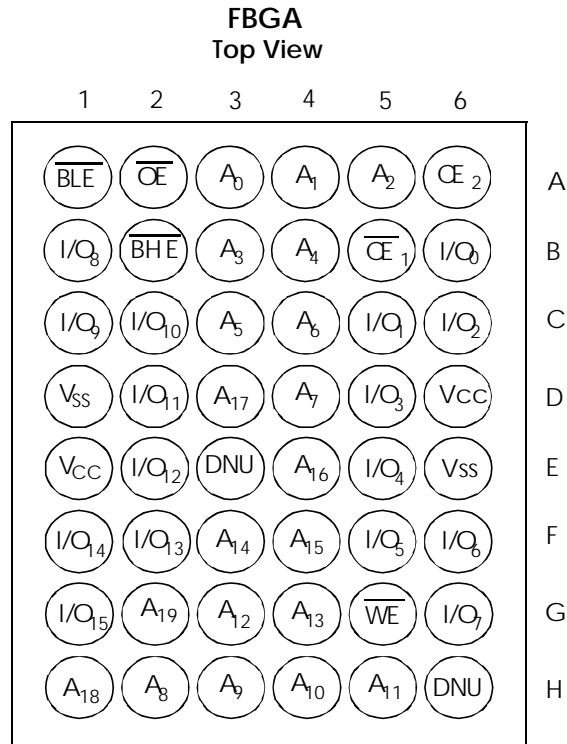 FBGA
Top View
1 2 3 4 5 6
BLE OE A0 A1 A2 CE2 A
I/O8 BHE A3 A4 CE1 I/O0 B
I/O9 I/O10 A5 A6 I/O1 I/O2 C
VSS I/O11 A17 A7 I/O3 VCC D
VCC I/O12 DNU A16 I/O4 Vss E
I/O14 I/O13 A14 A15 I/O5 I/O6 F
I/O15 A19 A12 A13 WE I/O7 G
A18 A8 A9 A10 A11 DNU H